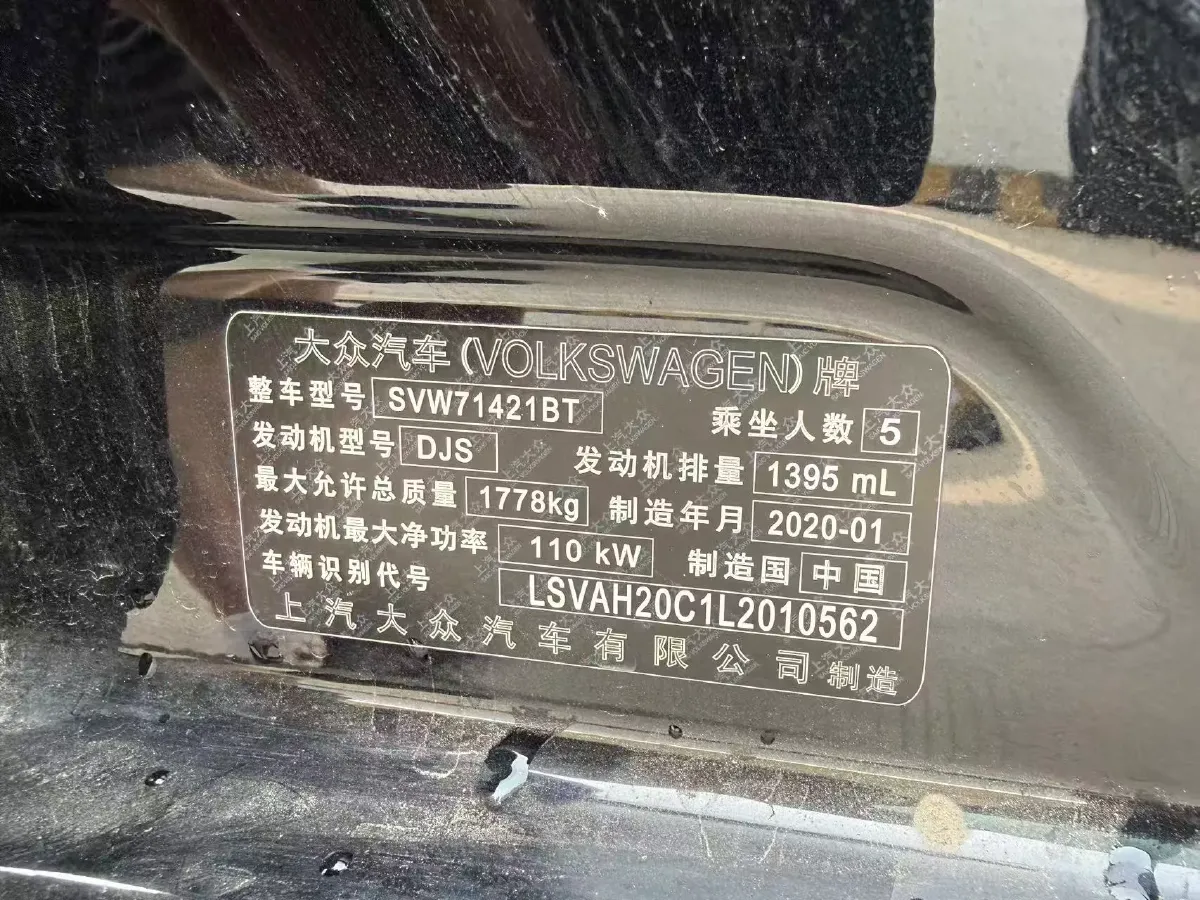 大众汽车(VOLKSWAGEN)牌
整车型号 SVW71421BT 乘坐人数 5
发动机型号 DJS 发动机排量 1395 mL
最大允许总质量 1778kg 制造年月 2020-01
发动机最大净功率 110 kW 制造国 中国
车辆识别代号 LSVAH20C1L2010562
上汽大众汽车有限公司制造